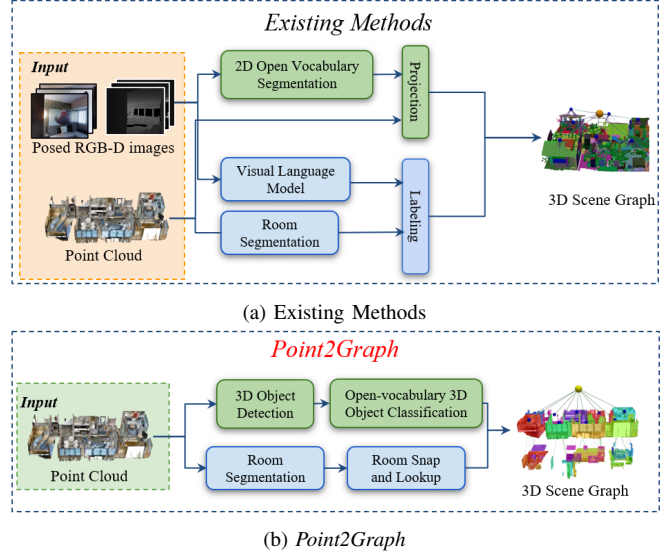 Existing Methods
Input
Posed RGB-D images
Point Cloud
2D Open Vocabulary
Segmentation
Projection
Visual Language
Model
Room
Segmentation
Labeling
3D Scene Graph
(a) Existing Methods
Point2Graph
Input
Point Cloud
3D Object
Detection
Open-vocabulary 3D
Object Classification
Room
Segmentation
Room Snap
and Lookup
3D Scene Graph
(b) Point2Graph